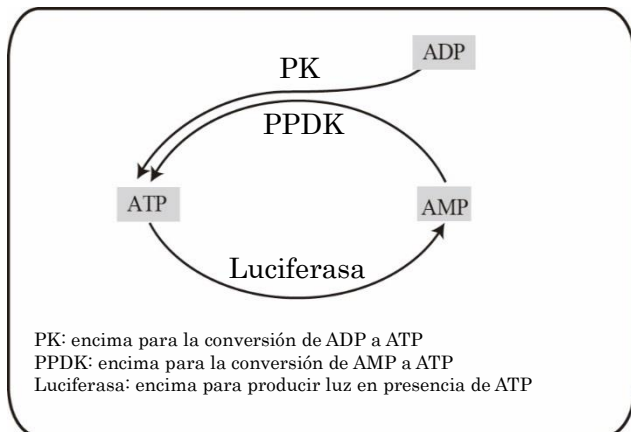 ADP
PK
PPDK
ATP
AMP
Luciferasa
PK: encima para la conversión de ADP a ATP
PPDK: encima para la conversión de AMP a ATP
Luciferasa: encima para producir luz en presencia de ATP